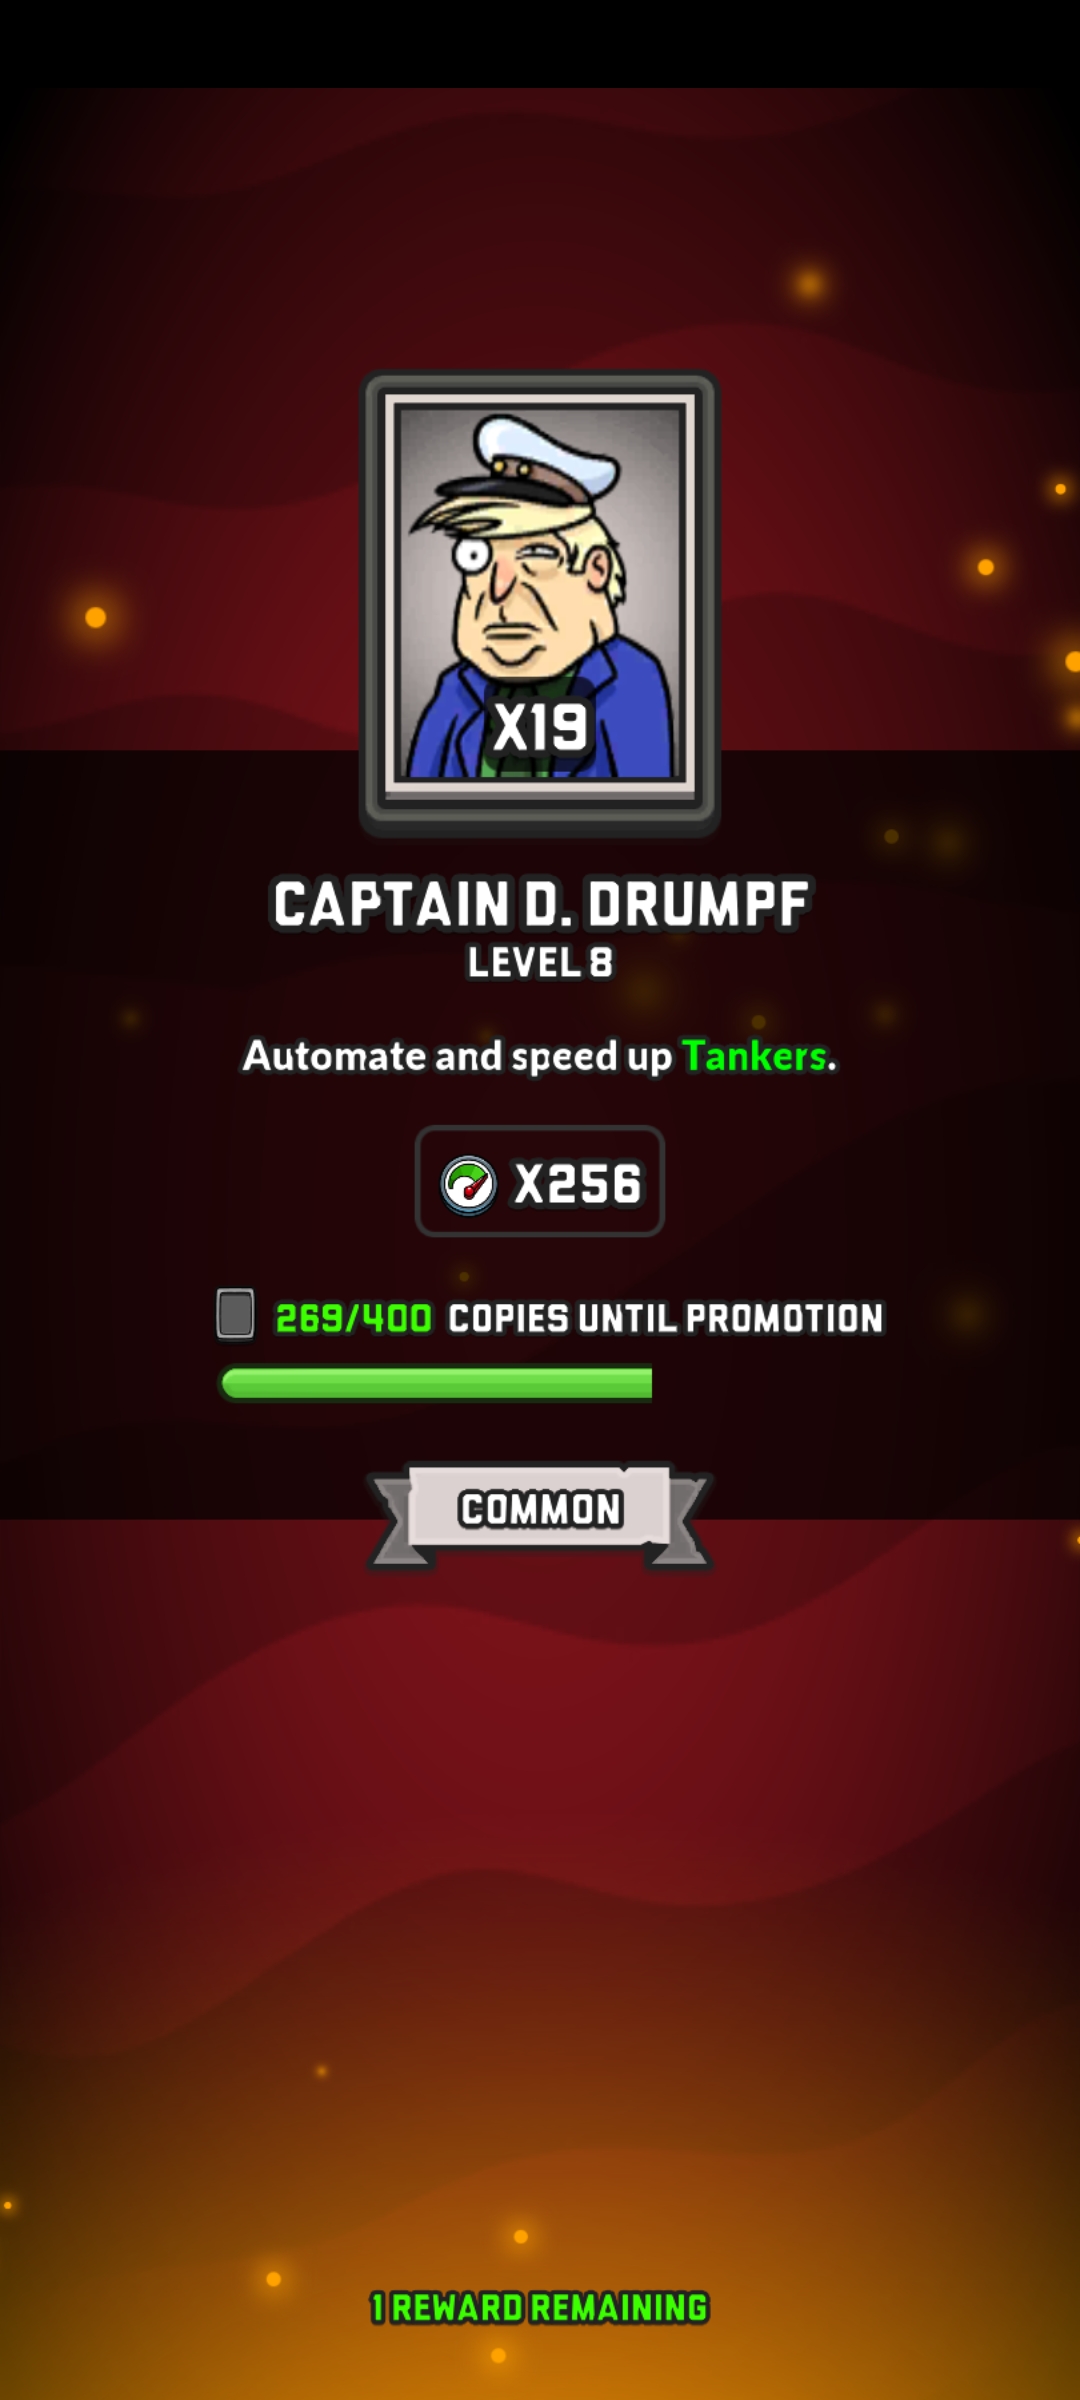 X19
CAPTAIN D. DRUMPF
LEVEL 8
Automate and speed up Tankers.
X256
269/400 COPIES UNTIL PROMOTION
COMMON
1 REWARD REMAINING